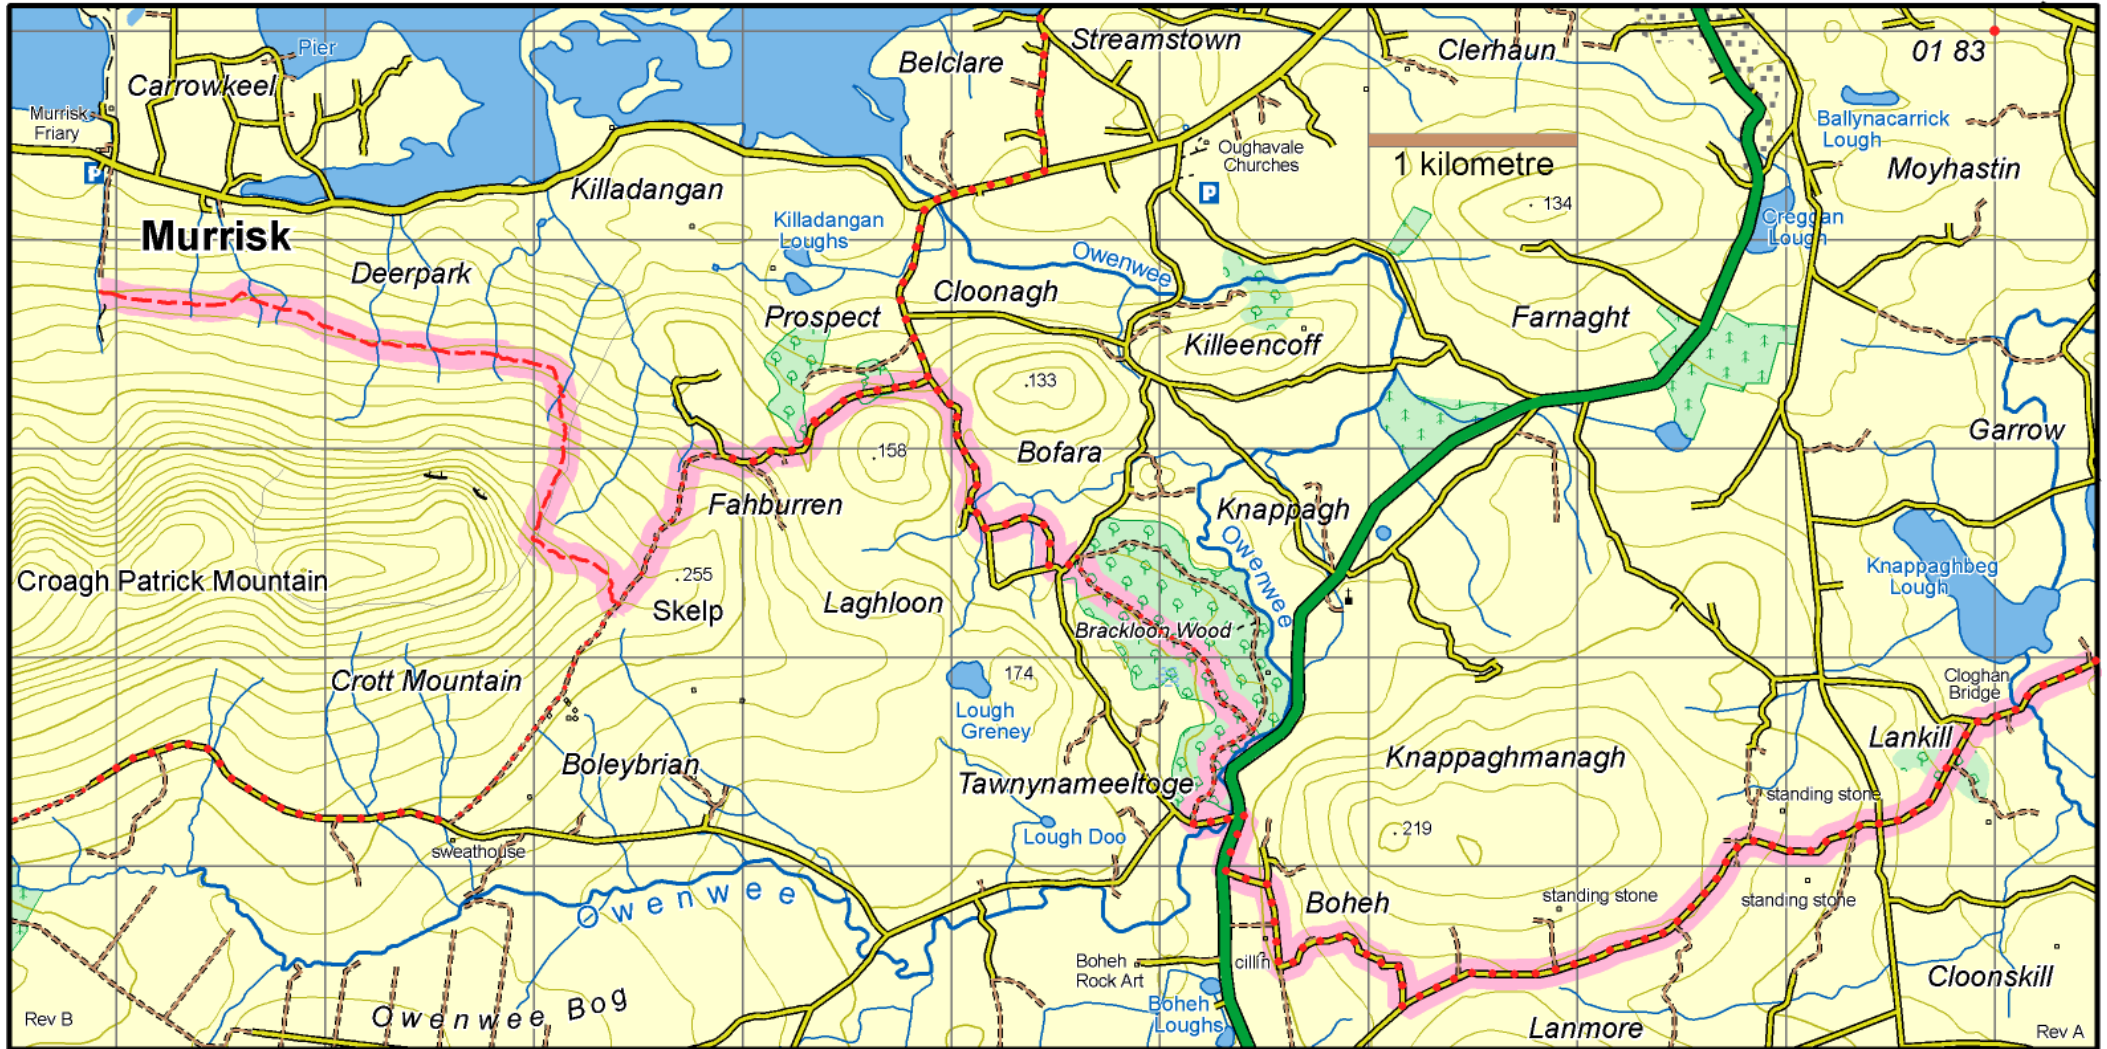 Pier
Carrowkeel
Murrisk
Friary
P
Murrisk
Deerpark
Killadangan
Killadangan
Loughs
Belclare
Streamstown
Clerhaun
01 83
Ballynacarrick
Lough
Moyhastin
Oughavale
Churches
P
1 kilometre
134
Creggan
Lough
Owenwee
Cloonagh
Prospect
Killeencoff
Farnaght
133
Bofara
158
Garrow
Fahburren
Knappagh
Owenwee
Croagh Patrick Mountain
255
Skelp
Laghloon
Brackloon Wood
Knappaghbeg
Lough
Crott Mountain
174
Lough
Greney
Cloghan
Bridge
Lankill
Boleybrian
Tawnynameeltoge
Knappaghmanagh
standing stone
219
Lough Doo
sweathouse
Owenwee
Boheh
standing stone
standing stone
Boheh
Rock Art
cillín
Cloonskill
Boheh
Loughs
Owenwee Bog
Lanmore
Rev B
Rev A